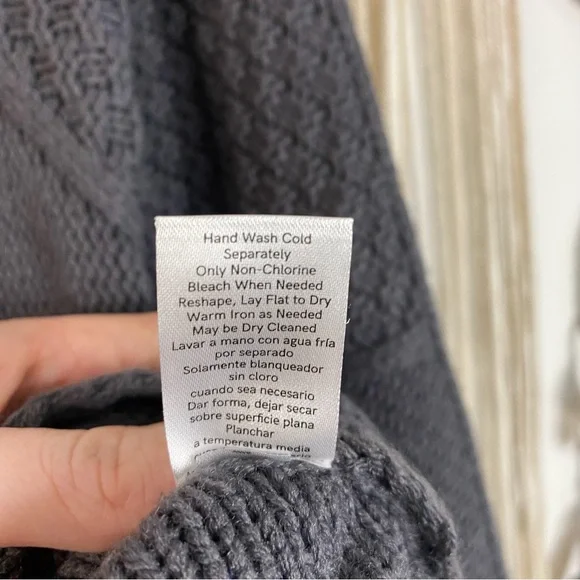 Hand Wash Cold
Separately
Only Non-Chlorine
Bleach When Needed
Reshape, Lay Flat to Dry
Warm Iron as Needed
May be Dry Cleaned
Lavar a mano con agua fría
por separado
Solamente blanqueador
sin cloro
cuando sea necesario
Dar forma, dejar secar
sobre superficie plana
Planchar
a temperatura media